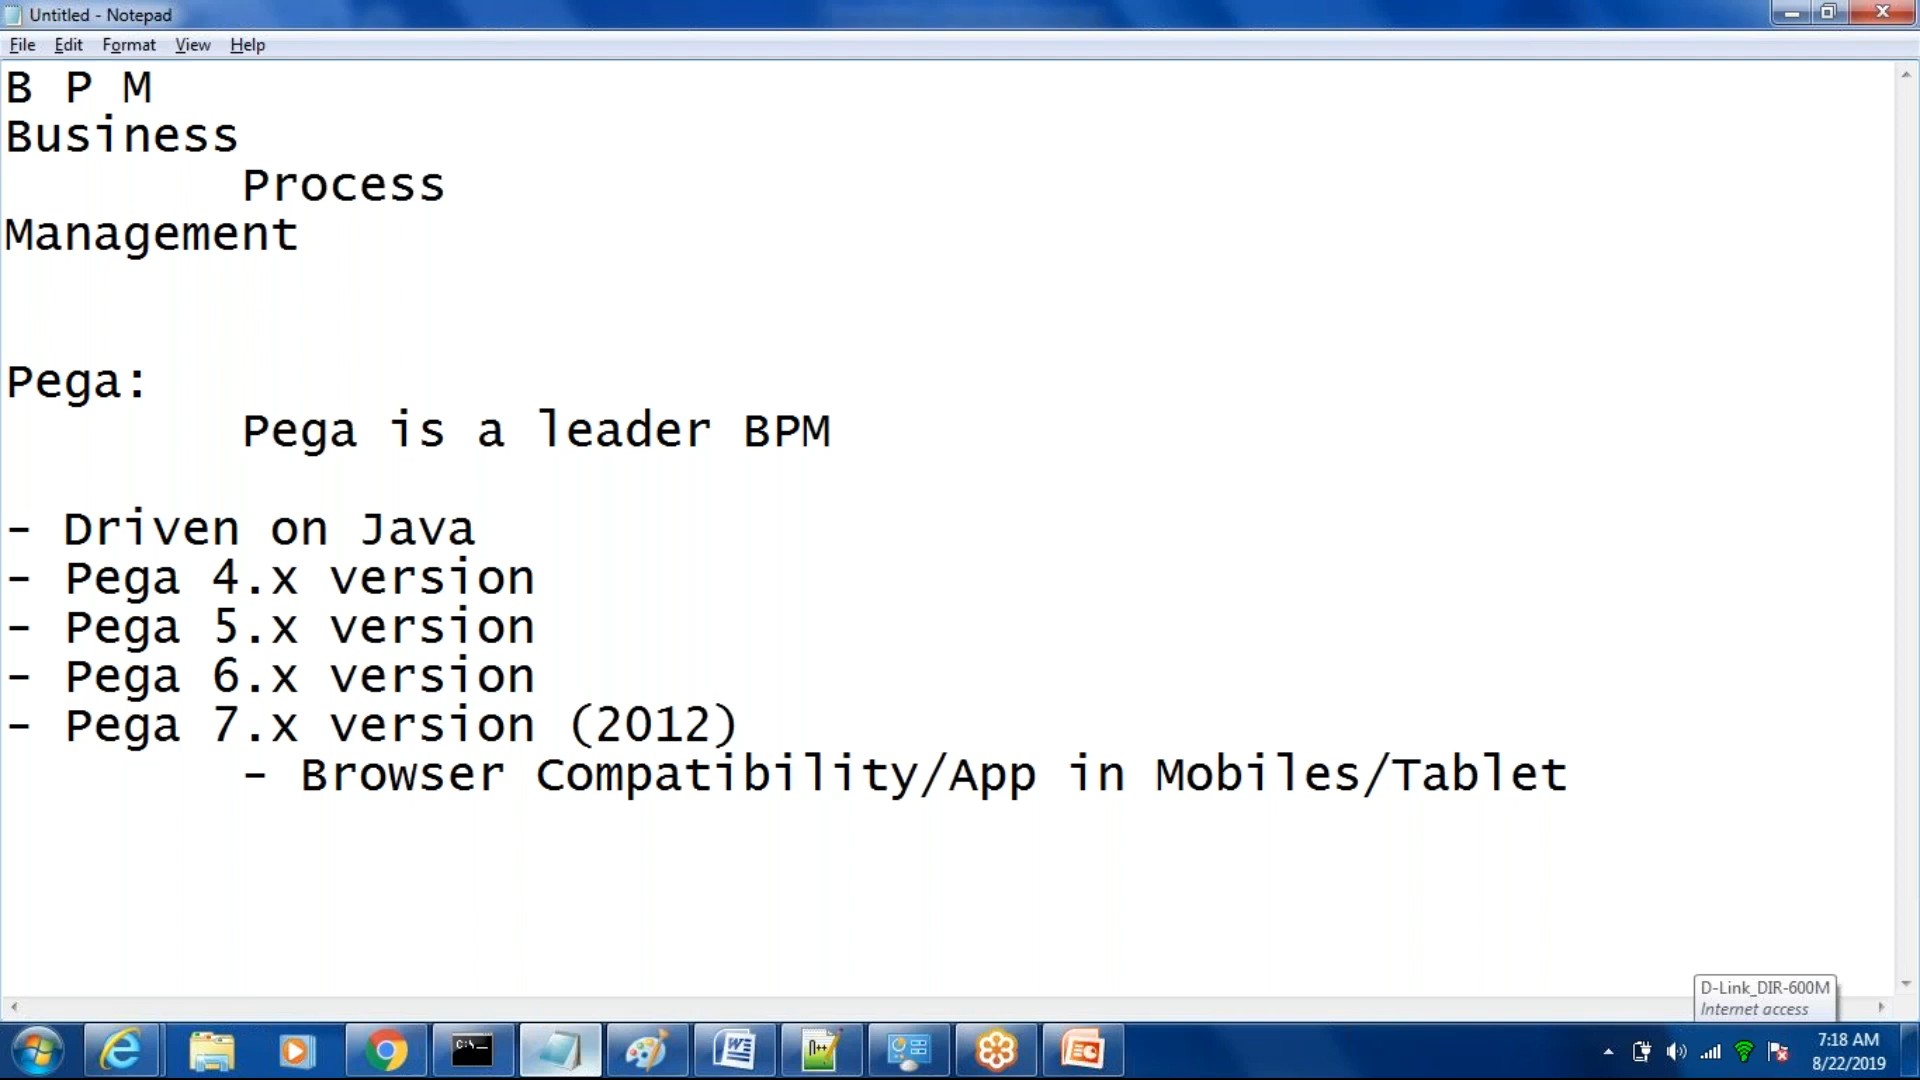 Untitled - Notepad
File Edit Format View Help
B P M
Business
Process
Management
Pega:
Pega is a leader BPM
- Driven on Java
- Pega 4.x version
- Pega 5.x version
- Pega 6.x version
- Pega 7.x version (2012)
- Browser Compatibility/App in Mobiles/Tablet
D-Link_DIR-600M
Internet access
7:18 AM
8/22/2019